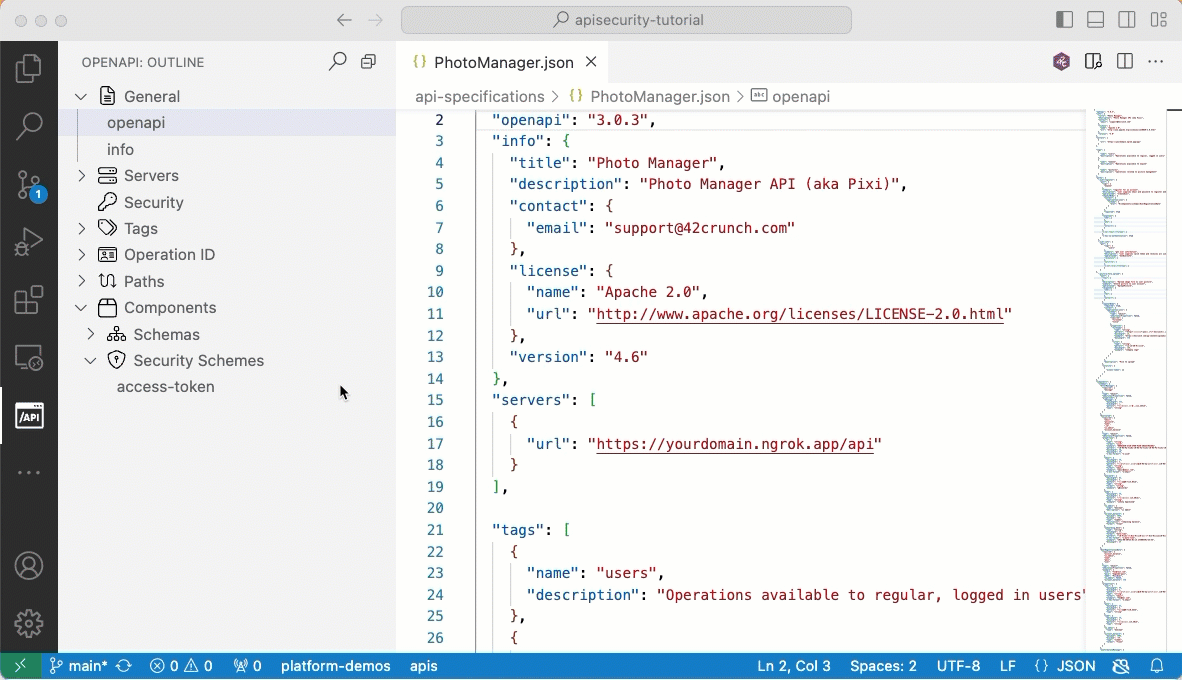 apisecurity-tutorial
OPENAPI: OUTLINE
General
openapi
info
Servers
Security
Tags
Operation ID
Paths
Components
Schemas
Security Schemes
access-token
1
/API
{} PhotoManager.json
api-specifications > {} PhotoManager.json > abc openapi
2 "openapi": "3.0.3",
3 "info": {
4 "title": "Photo Manager",
5 "description": "Photo Manager API (aka Pixi)",
6 "contact": {
7 "email": "support@42crunch.com"
8 },
9 "license": {
10 "name": "Apache 2.0",
11 "url": "http://www.apache.org/licenses/LICENSE-2.0.html"
12 },
13 "version": "4.6"
14 },
15 "servers": [
16 {
17 "url": "https://yourdomain.ngrok.app/api"
18 }
19 ],
20
21 "tags": [
22 {
23 "name": "users",
24 "description": "Operations available to regular, logged in users"
25 },
26 {
main* 0 0 0 platform-demos apis Ln 2, Col 3 Spaces: 2 UTF-8 LF {} JSON